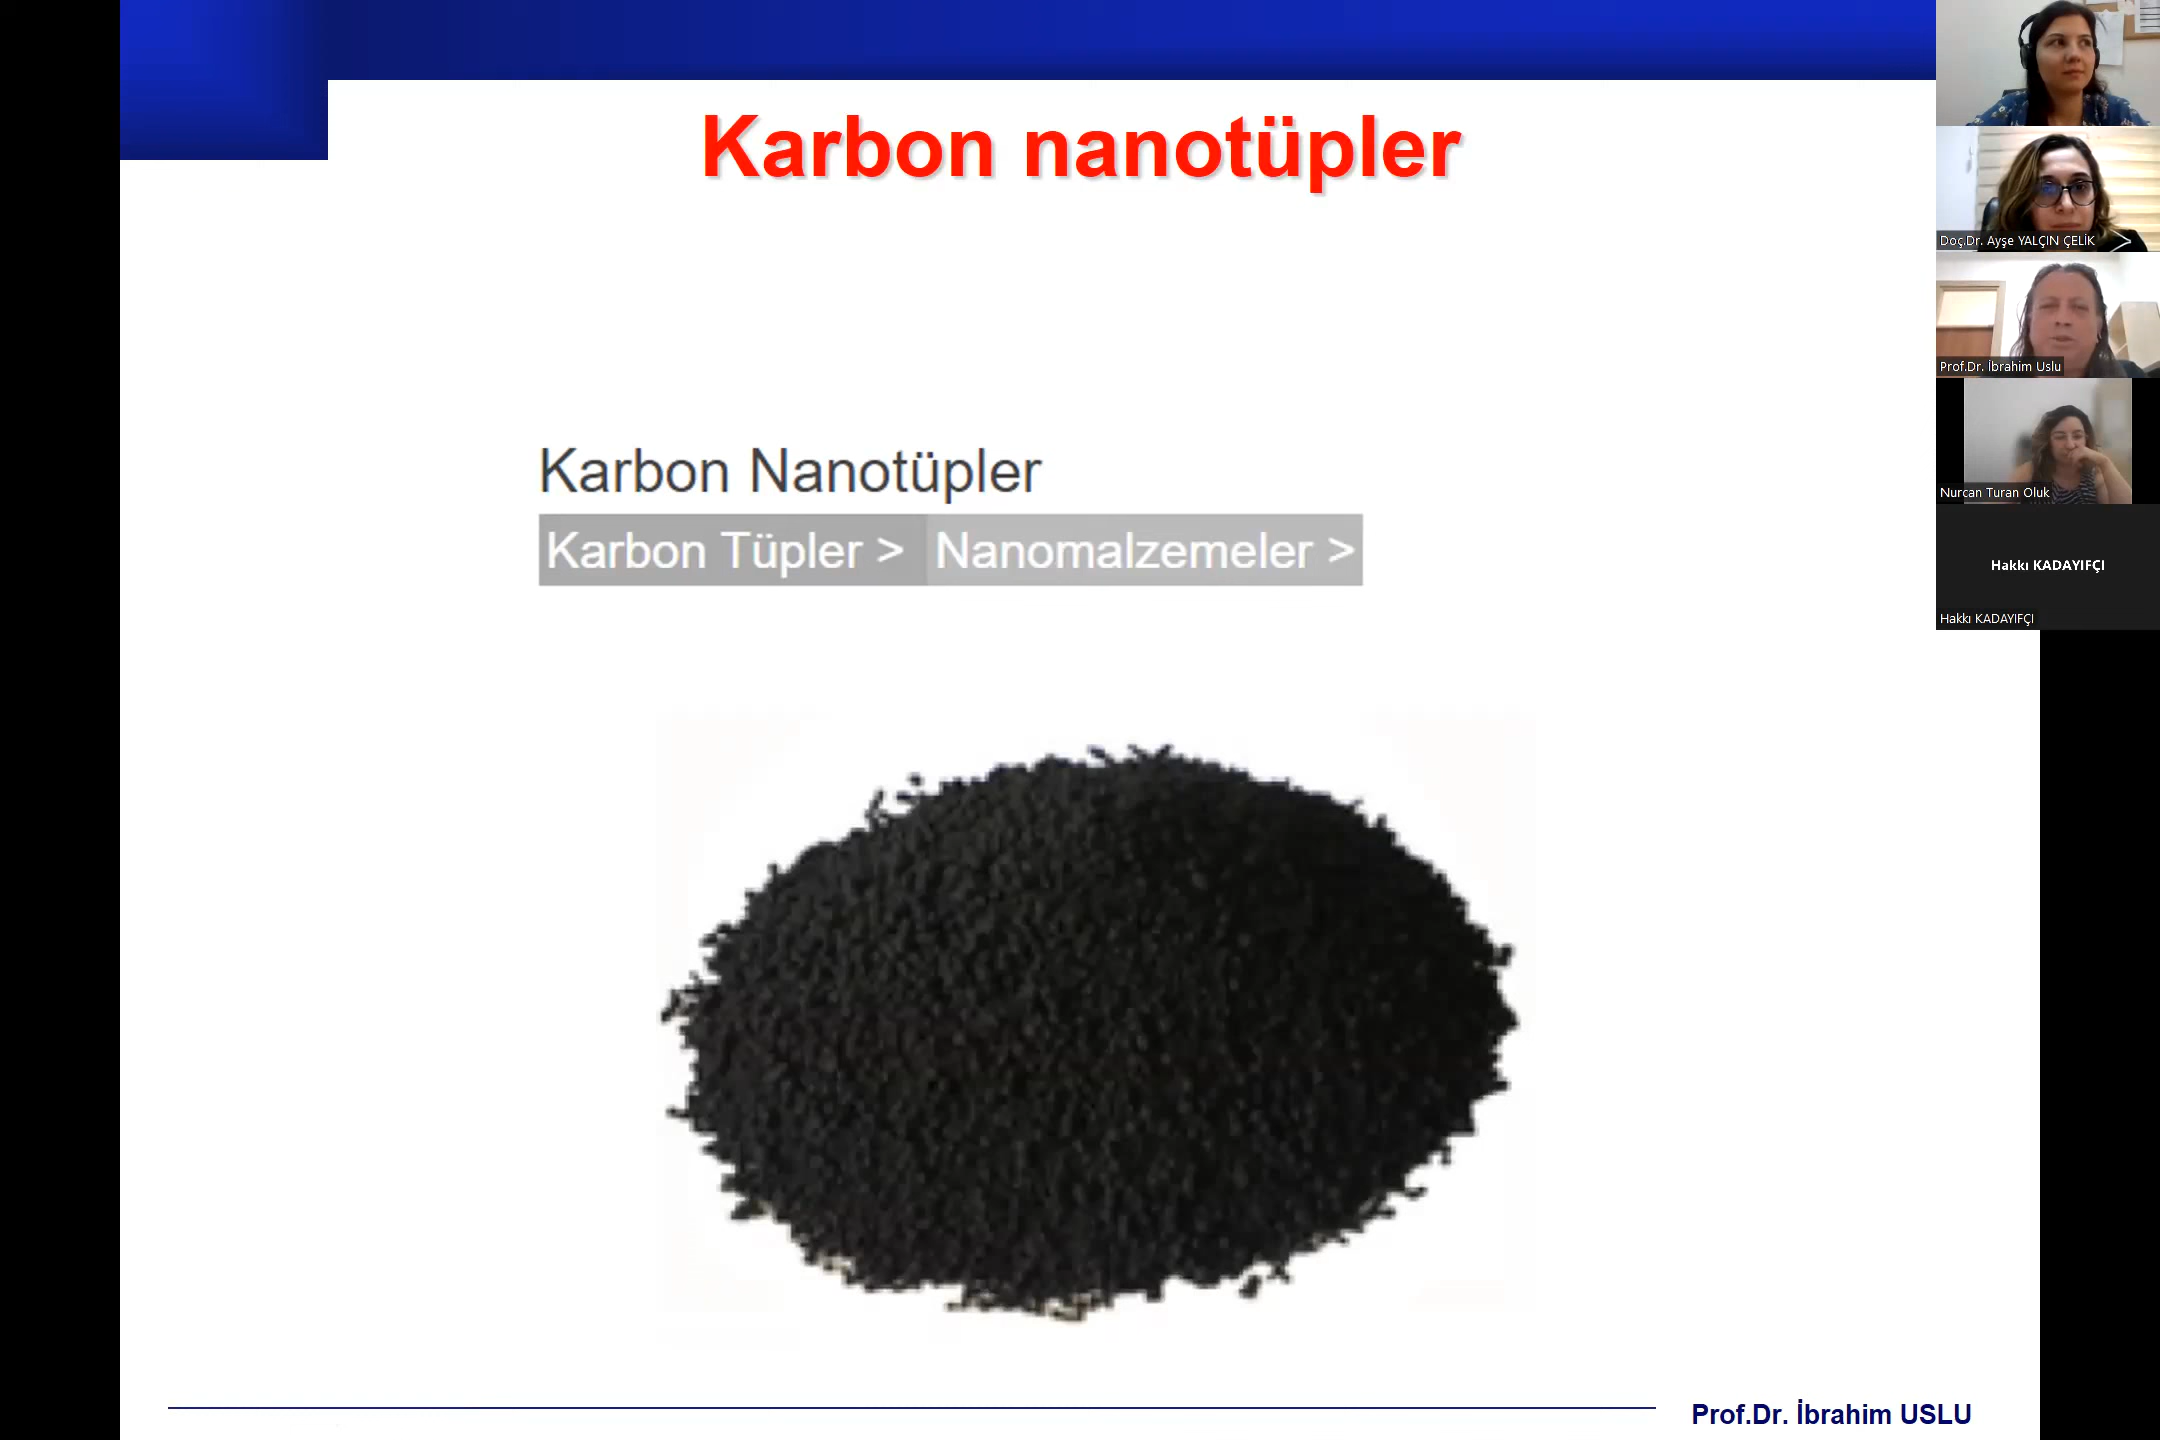 Karbon nanotüpler
Karbon Nanotüpler
Karbon Tüpler > Nanomalzemeler >
Prof.Dr. İbrahim USLU
Doç.Dr. Ayşe YALÇIN ÇELİK
Prof.Dr. İbrahim Uslu
Nurcan Turan Oluk
Hakkı KADAYIFÇI
Hakkı KADAYIFÇI